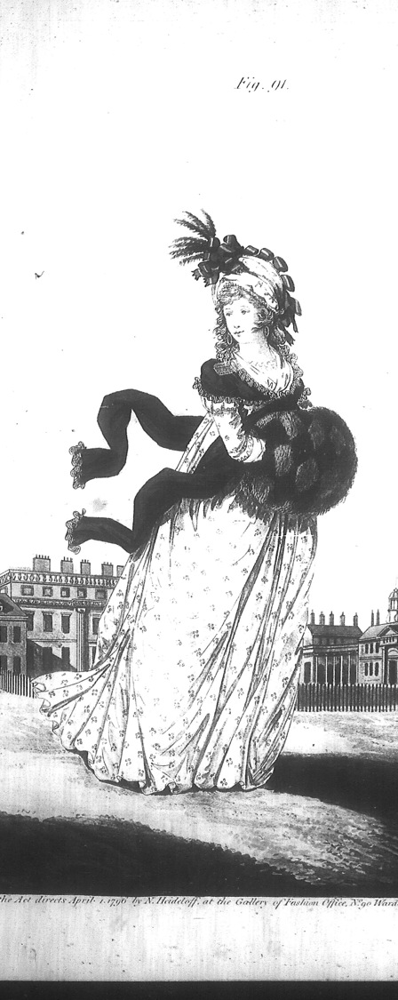 Fig. 91.
the Act directs April 1. 1796 by N. Heideloff, at the Gallery of Fashion Office, No. 90 Ward